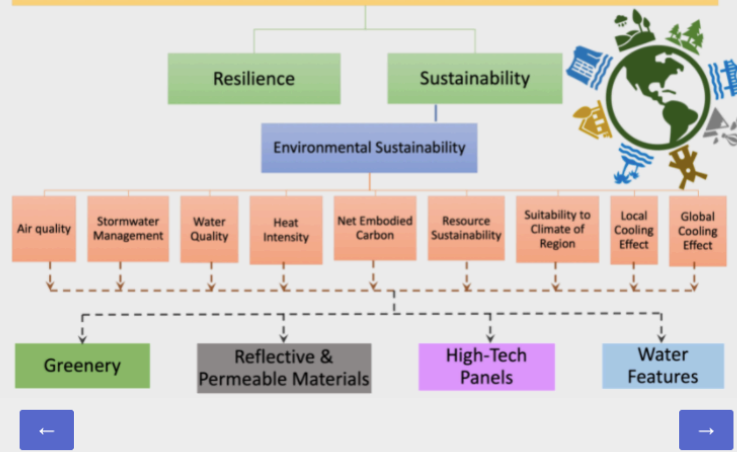 Resilience
Sustainability
Environmental Sustainability
Air quality
Stormwater
Management
Water
Quality
Heat
Intensity
Net Embodied
Carbon
Resource
Sustainability
Suitability to
Climate of
Region
Local
Cooling
Effect
Global
Cooling
Effect
Greenery
Reflective &
Permeable Materials
High-Tech
Panels
Water
Features
←
→